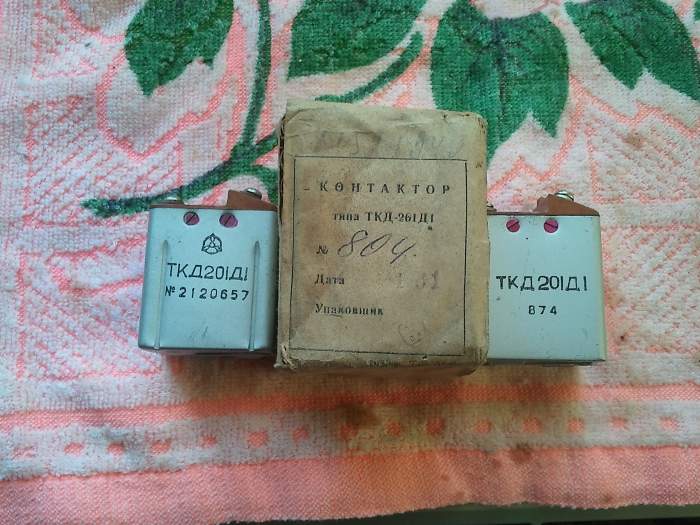 ТКД201Д1
№2120657
КОНТАКТОР
типа ТКД-261Д1
№ 804.
Дата
Упаковщик
ТКД201Д1
874